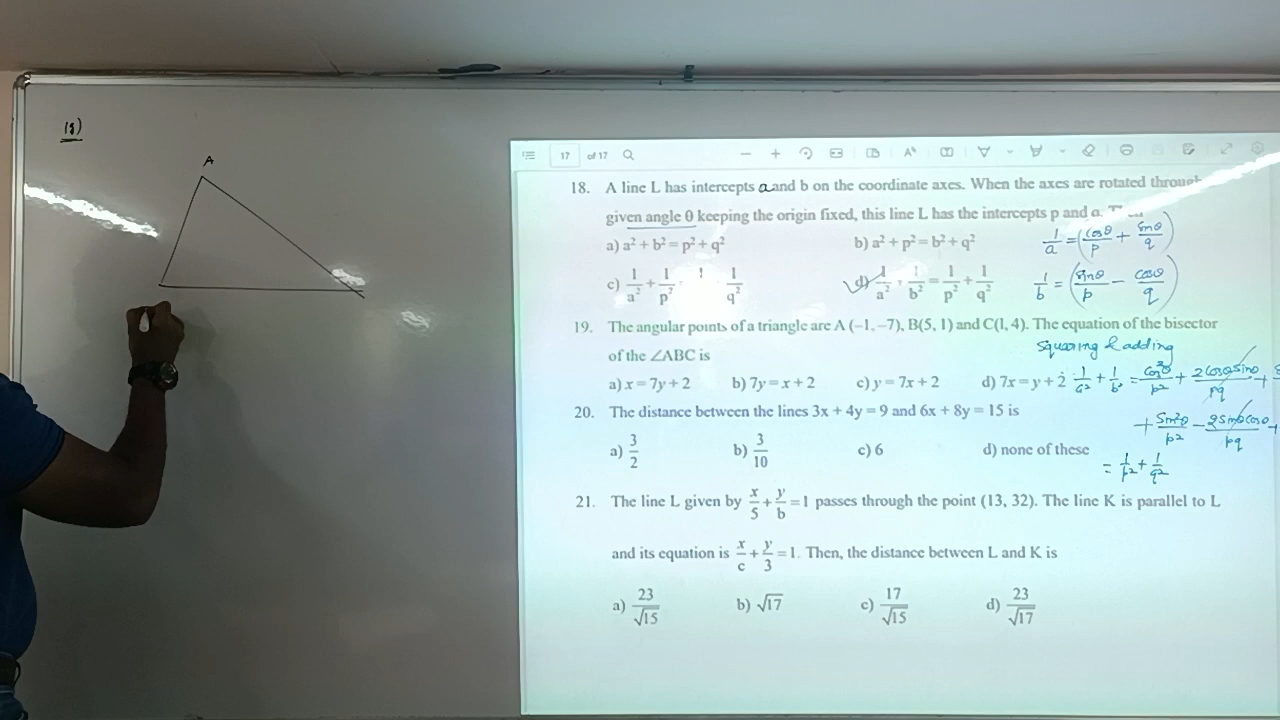 19)
A
17 of 17
18. A line L has intercepts a and b on the coordinate axes. When the axes are rotated through
given angle θ keeping the origin fixed, this line L has the intercepts p and q.
a) a² + b² = p² + q² b) a² + p² = b² + q²
c) 1/a² + 1/p² 1/q² d) 1/a² + 1/b² = 1/p² + 1/q²
1/a = (cosθ/p + sinθ/q)
1/b = (sinθ/p − cosθ/q)
19. The angular points of a triangle are A (−1, −7), B(5, 1) and C(1, 4). The equation of the bisector
of the ∠ABC is
a) x = 7y + 2 b) 7y = x + 2 c) y = 7x + 2 d) 7x = y + 2
Squaring & adding
1/a² + 1/b² = cos²θ/p² + 2cosθsinθ/pq +
+ sin²θ/p² − 2sinθcosθ/pq +
= 1/p² + 1/q²
20. The distance between the lines 3x + 4y = 9 and 6x + 8y = 15 is
a) 3/2 b) 3/10 c) 6 d) none of these
21. The line L given by x/5 + y/b = 1 passes through the point (13, 32). The line K is parallel to L
and its equation is x/c + y/3 = 1. Then, the distance between L and K is
a) 23/√15 b) √17 c) 17/√15 d) 23/√17